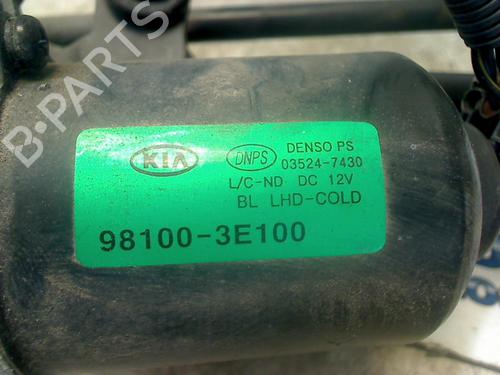 B-PARTS
KIA DNPS DENSO PS
03524-7430
L/C-ND DC 12V
BL LHD-COLD
98100-3E100